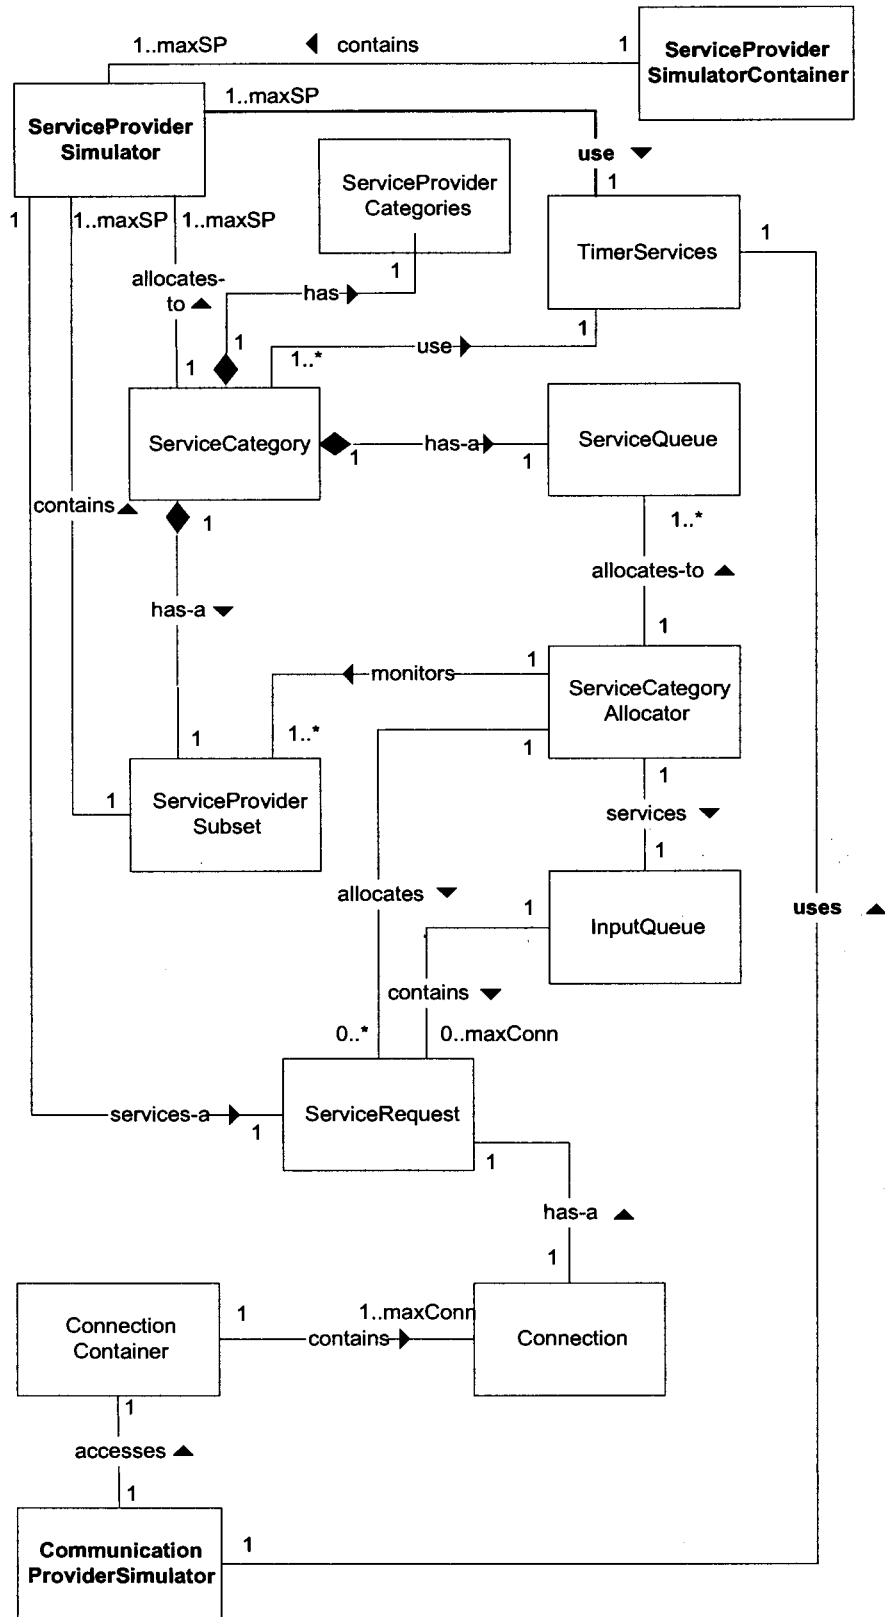 1..maxSP
contains
1
ServiceProvider
SimulatorContainer
1..maxSP
ServiceProvider
Simulator
use
1
ServiceProvider
Categories
1
1..maxSP
1..maxSP
TimerServices
1
allocates-
to
has
1
1
1
1..*
use
1
ServiceCategory
1
has-a
1
ServiceQueue
contains
1
1..*
allocates-to
has-a
1
monitors
1
ServiceCategory
Allocator
1
1..*
1
1
ServiceProvider
Subset
1
services
1
allocates
1
InputQueue
uses
contains
0..*
0..maxConn
services-a
1
ServiceRequest
1
has-a
1
Connection
Container
1
1..maxConn
contains
Connection
1
accesses
1
Communication
ProviderSimulator
1